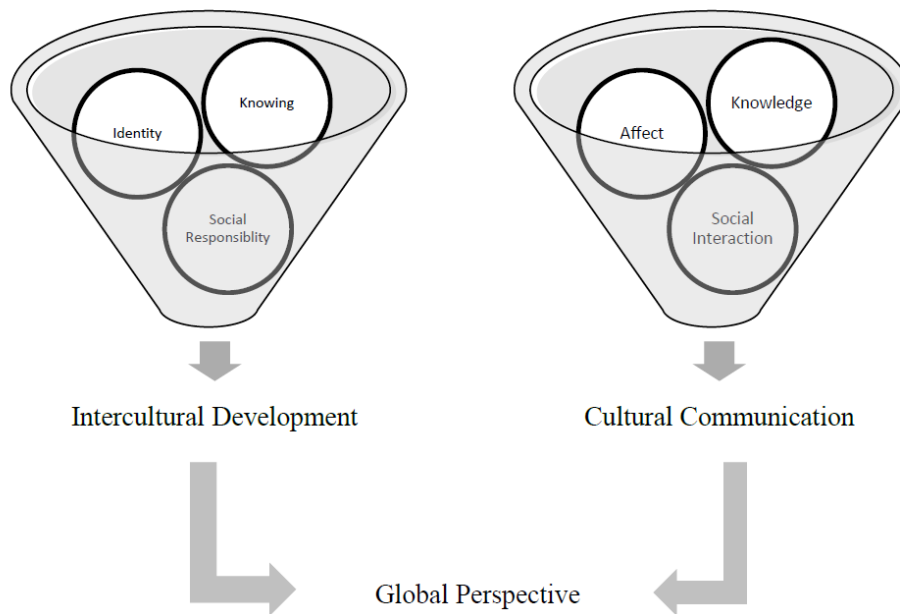 Identity
Knowing
Social
Responsiblity
Affect
Knowledge
Social
Interaction
Intercultural Development
Cultural Communication
Global Perspective